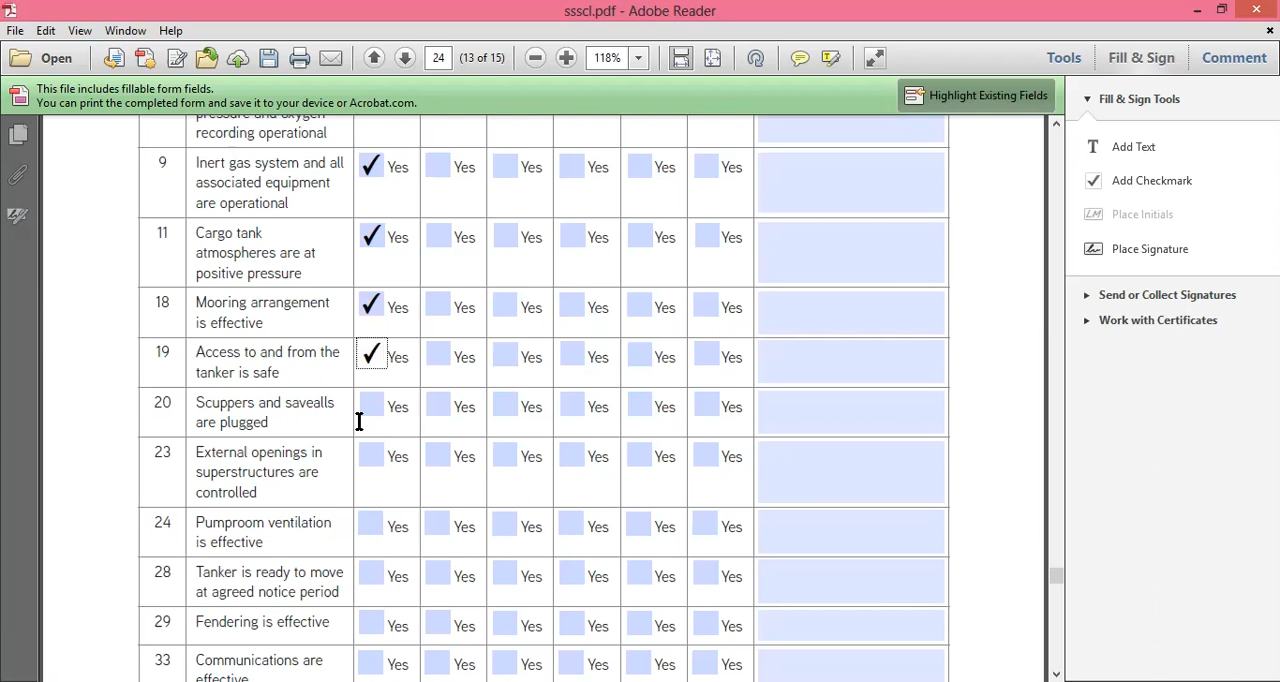 ssscl.pdf - Adobe Reader
File Edit View Window Help
Open 24 (13 of 15) 118% Tools Fill & Sign Comment
This file includes fillable form fields.
You can print the completed form and save it to your device or Acrobat.com.
Highlight Existing Fields
pressure and oxygen
recording operational
9 Inert gas system and all Yes Yes Yes Yes Yes Yes
associated equipment
are operational
11 Cargo tank Yes Yes Yes Yes Yes Yes
atmospheres are at
positive pressure
18 Mooring arrangement Yes Yes Yes Yes Yes Yes
is effective
19 Access to and from the Yes Yes Yes Yes Yes Yes
tanker is safe
20 Scuppers and savealls Yes Yes Yes Yes Yes Yes
are plugged
23 External openings in Yes Yes Yes Yes Yes Yes
superstructures are
controlled
24 Pumproom ventilation Yes Yes Yes Yes Yes Yes
is effective
28 Tanker is ready to move Yes Yes Yes Yes Yes Yes
at agreed notice period
29 Fendering is effective Yes Yes Yes Yes Yes Yes
33 Communications are Yes Yes Yes Yes Yes Yes
effective
Fill & Sign Tools
T Add Text
Add Checkmark
LM Place Initials
Place Signature
Send or Collect Signatures
Work with Certificates